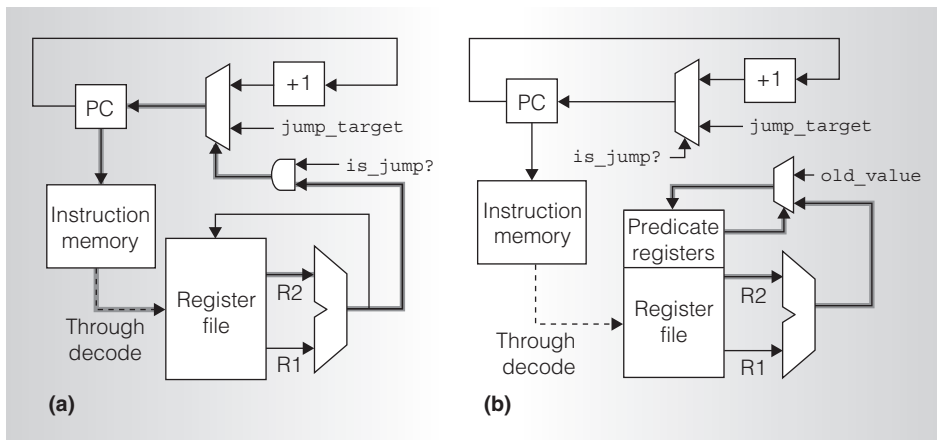 +1
PC
jump_target
is_jump?
Instruction
memory
Register
file
R2
R1
Through
decode
(a)
+1
PC
jump_target
is_jump?
old_value
Instruction
memory
Predicate
registers
Register
file
R2
R1
Through
decode
(b)